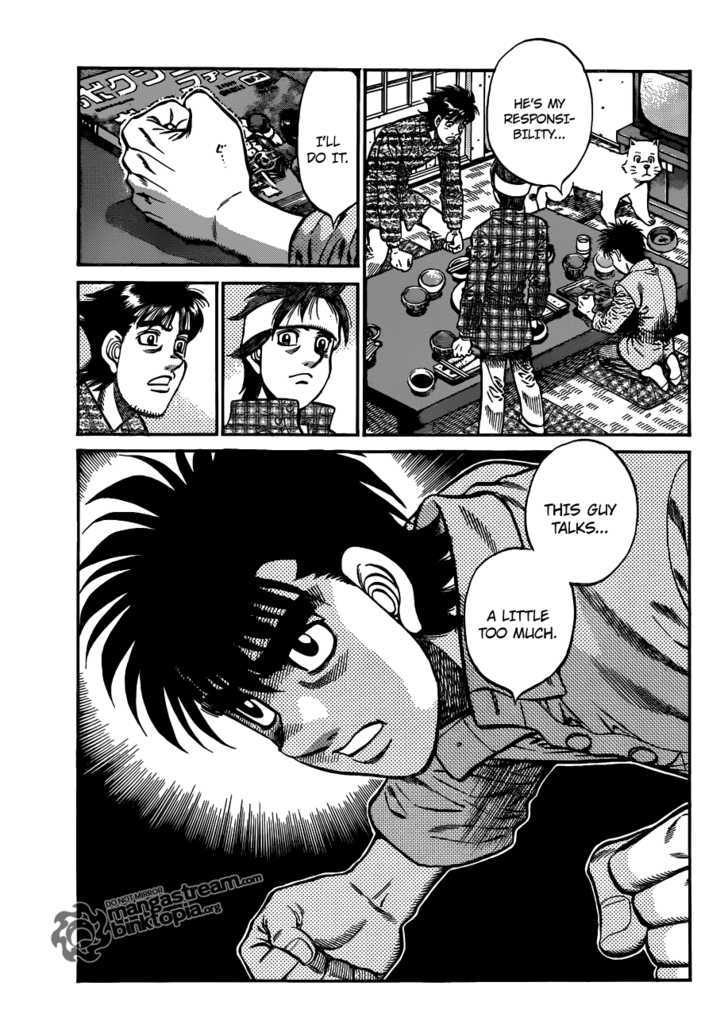 HE'S MY
RESPONSI-
BILITY...
I'LL
DO IT.
THIS GUY
TALKS...
A LITTLE
TOO MUCH.
DO NOT MIRROR
mangastream.com
binktopia.org